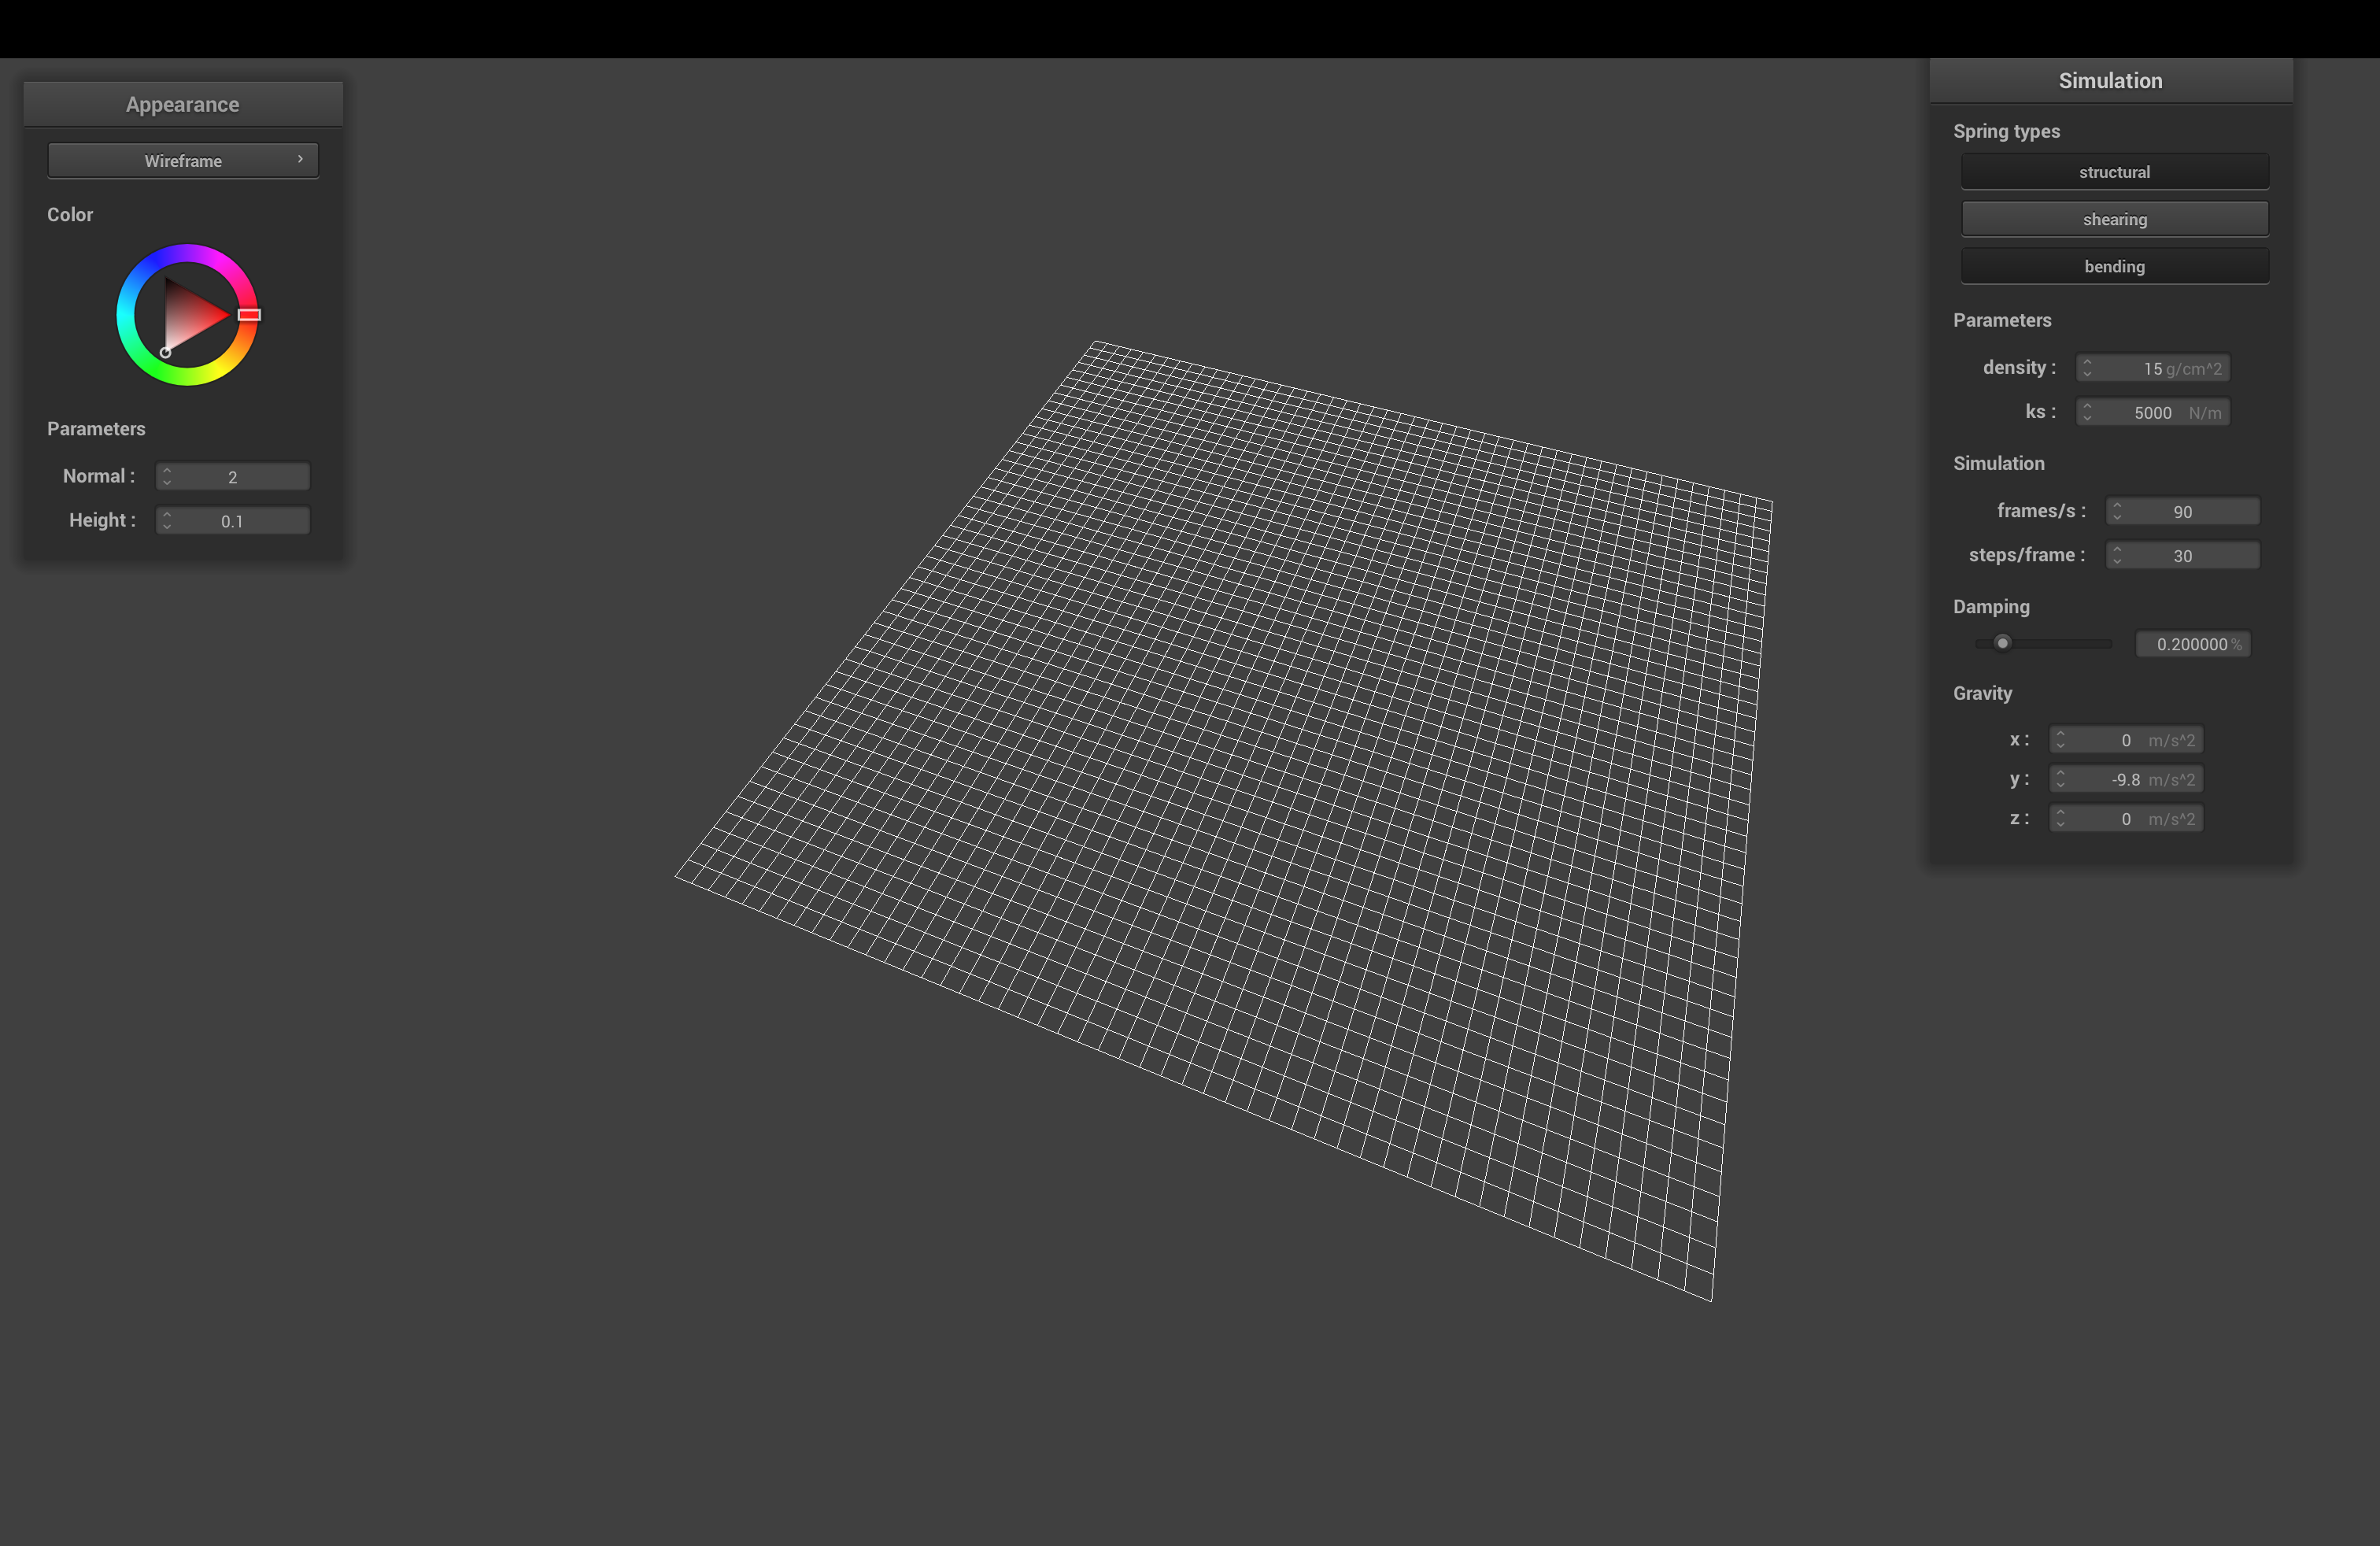 Appearance
Wireframe
Color
Parameters
Normal : 2
Height : 0.1
Simulation
Spring types
structural
shearing
bending
Parameters
density : 15 g/cm^2
ks : 5000 N/m
Simulation
frames/s : 90
steps/frame : 30
Damping
0.200000 %
Gravity
x : 0 m/s^2
y : -9.8 m/s^2
z : 0 m/s^2